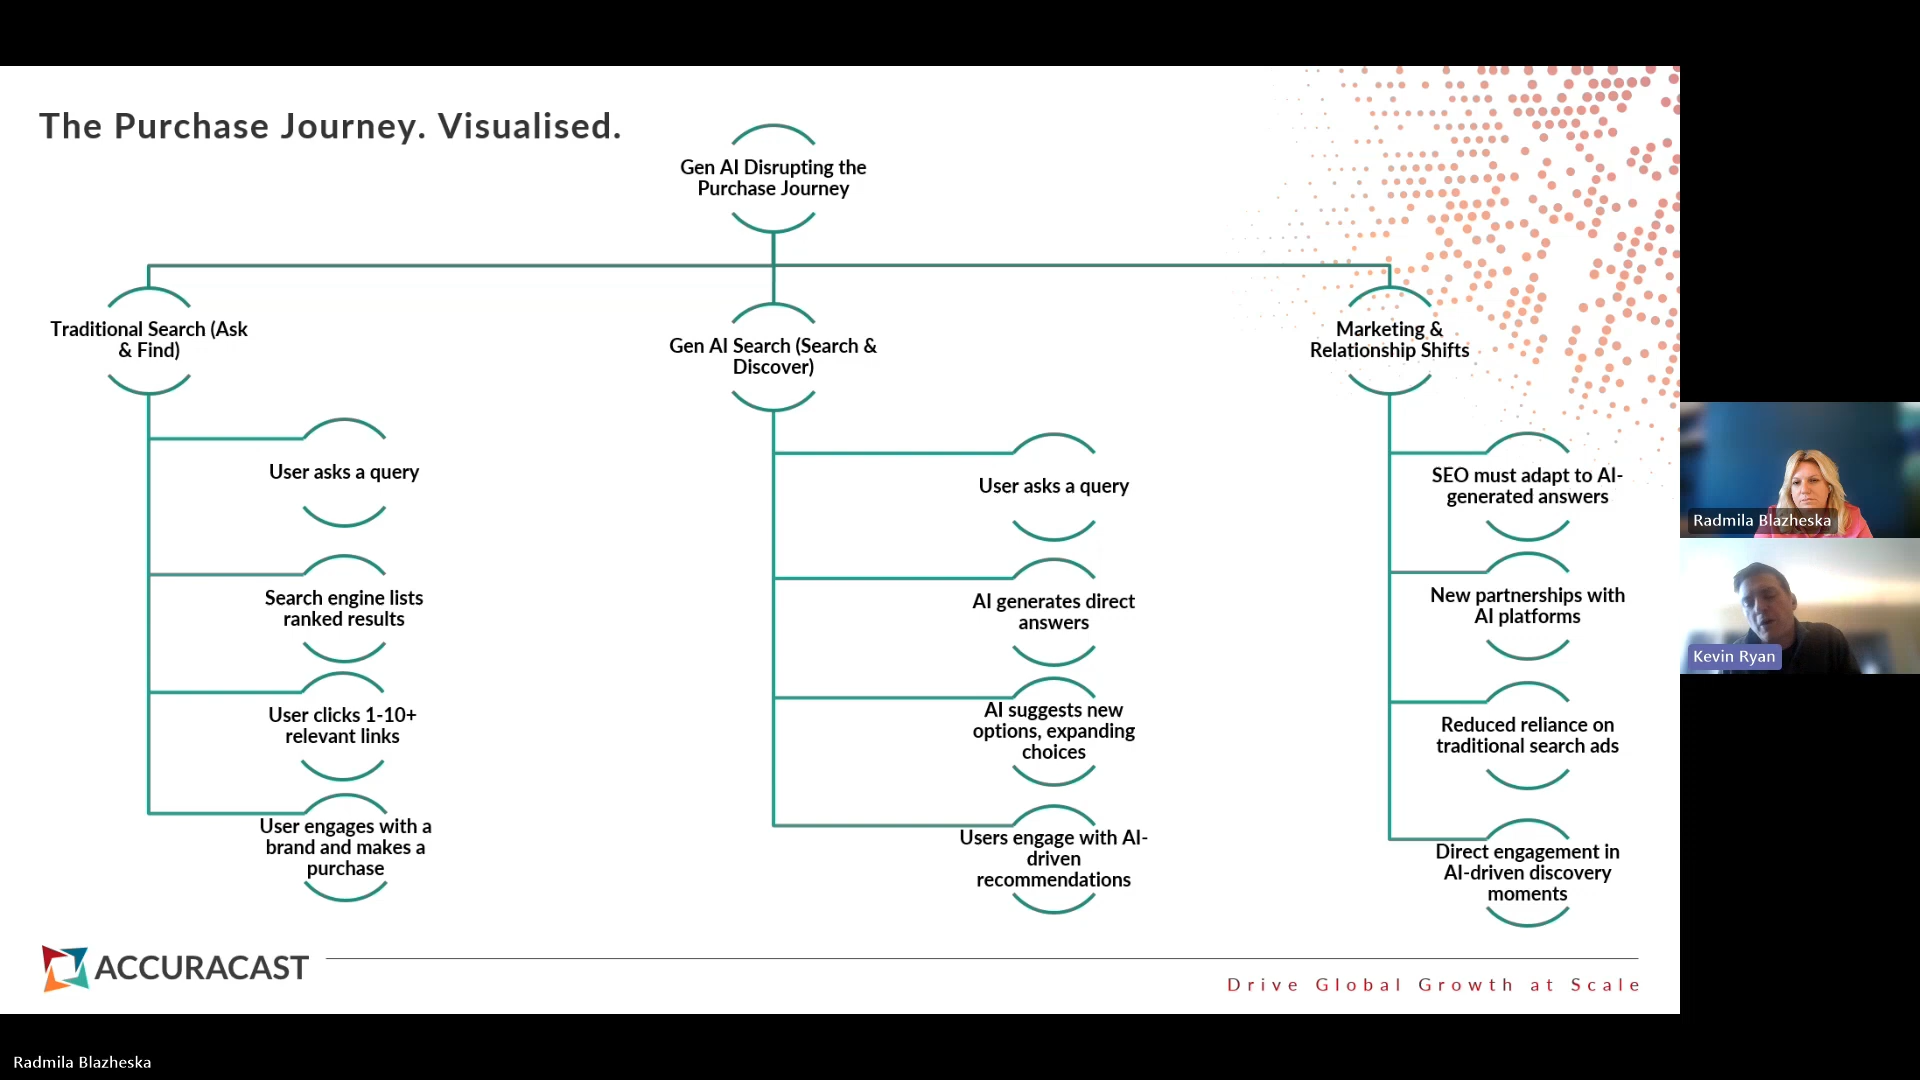 The Purchase Journey. Visualised.
Gen AI Disrupting the
Purchase Journey
Traditional Search (Ask
& Find)
User asks a query
Search engine lists
ranked results
User clicks 1-10+
relevant links
User engages with a
brand and makes a
purchase
Gen AI Search (Search &
Discover)
User asks a query
AI generates direct
answers
AI suggests new
options, expanding
choices
Users engage with AI-
driven
recommendations
Marketing &
Relationship Shifts
SEO must adapt to AI-
generated answers
New partnerships with
AI platforms
Reduced reliance on
traditional search ads
Direct engagement in
AI-driven discovery
moments
ACCURACAST
Drive Global Growth at Scale
Radmila Blazheska
Kevin Ryan
Radmila Blazheska